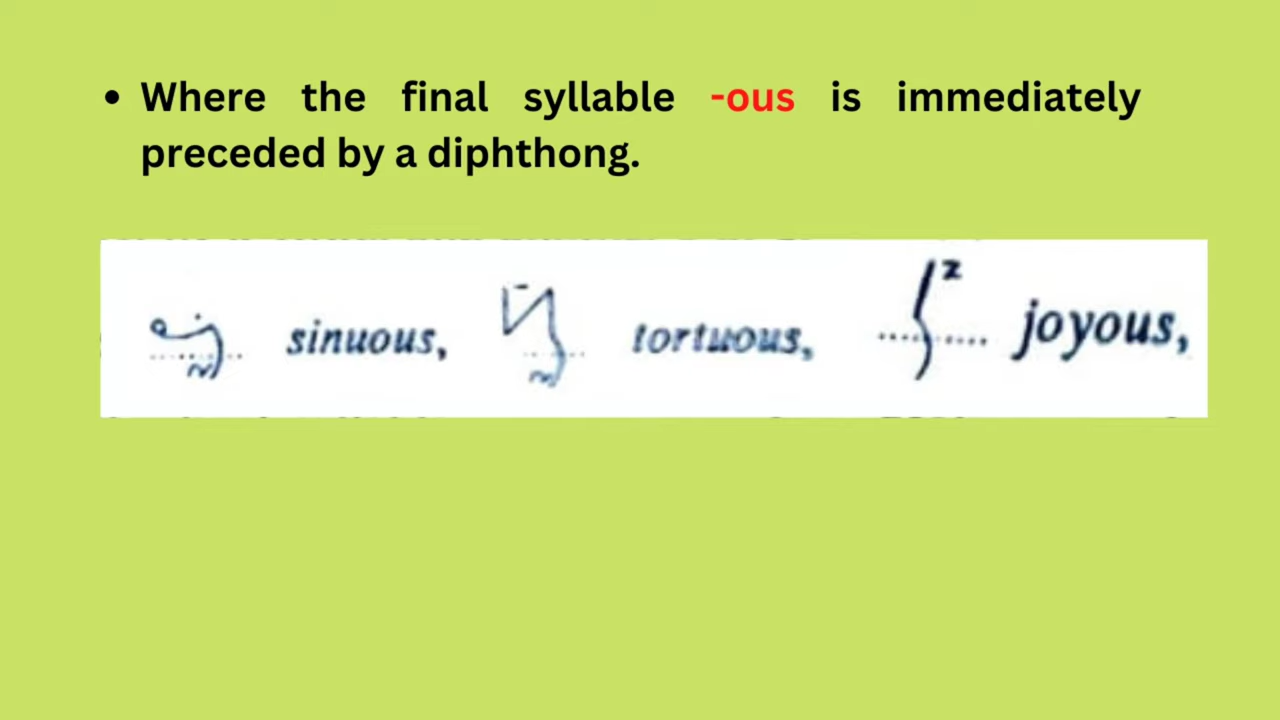 • Where the final syllable -ous is immediately
preceded by a diphthong.
sinuous, tortuous, joyous,